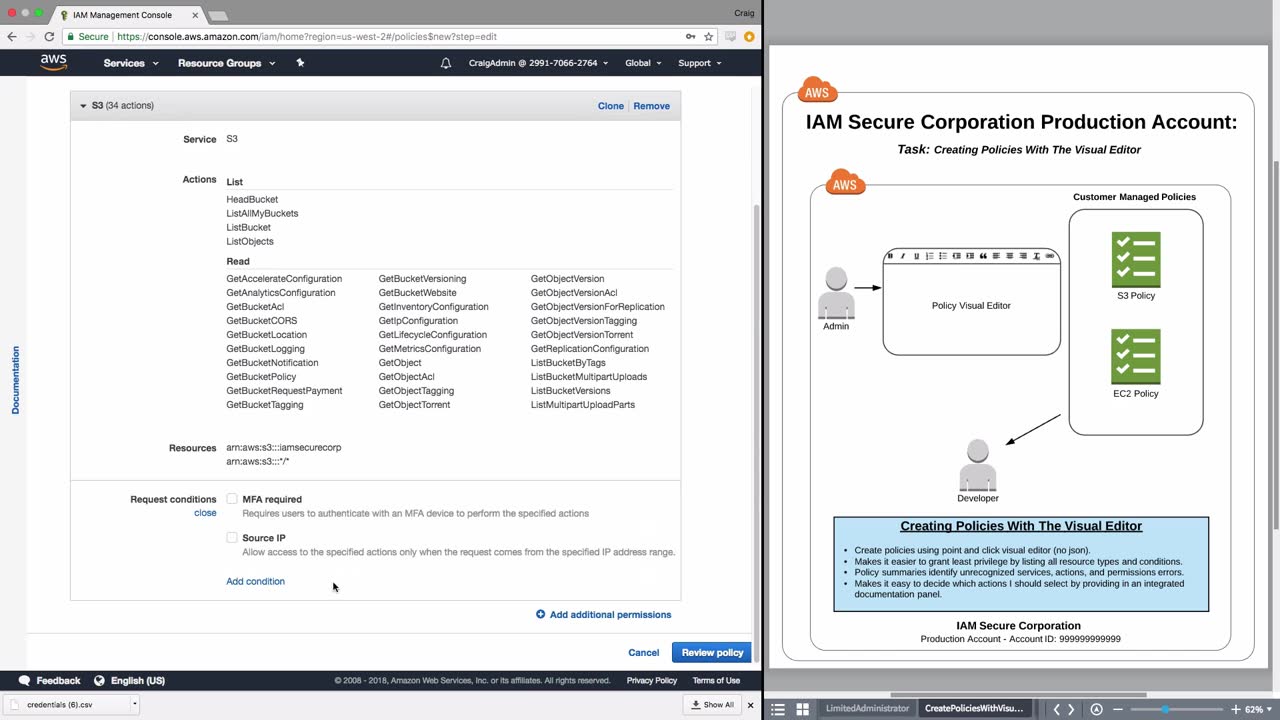 IAM Management Console
Craig
Secure https://console.aws.amazon.com/iam/home?region=us-west-2#/policies$new?step=edit
aws Services Resource Groups CraigAdmin @ 2991-7066-2764 Global Support
S3 (34 actions) Clone Remove
Service S3
Actions List
HeadBucket
ListAllMyBuckets
ListBucket
ListObjects
Read
GetAccelerateConfiguration GetBucketVersioning GetObjectVersion
GetAnalyticsConfiguration GetBucketWebsite GetObjectVersionAcl
GetBucketAcl GetInventoryConfiguration GetObjectVersionForReplication
GetBucketCORS GetIpConfiguration GetObjectVersionTagging
GetBucketLocation GetLifecycleConfiguration GetObjectVersionTorrent
GetBucketLogging GetMetricsConfiguration GetReplicationConfiguration
GetBucketNotification GetObject ListBucketByTags
GetBucketPolicy GetObjectAcl ListBucketMultipartUploads
GetBucketRequestPayment GetObjectTagging ListBucketVersions
GetBucketTagging GetObjectTorrent ListMultipartUploadParts
Documentation
Resources arn:aws:s3:::iamsecurecorp
arn:aws:s3:::*/*
Request conditions MFA required
close Requires users to authenticate with an MFA device to perform the specified actions
Source IP
Allow access to the specified actions only when the request comes from the specified IP address range.
Add condition
Add additional permissions
Cancel Review policy
Feedback English (US) © 2008 - 2018, Amazon Web Services, Inc. or its affiliates. All rights reserved. Privacy Policy Terms of Use
credentials (6).csv Show All
AWS
IAM Secure Corporation Production Account:
Task: Creating Policies With The Visual Editor
AWS
Customer Managed Policies
B I U
Policy Visual Editor
Admin
S3 Policy
EC2 Policy
Developer
Creating Policies With The Visual Editor
• Create policies using point and click visual editor (no json).
• Makes it easier to grant least privilege by listing all resource types and conditions.
• Policy summaries identify unrecognized services, actions, and permissions errors.
• Makes it easy to decide which actions I should select by providing in an integrated
documentation panel.
IAM Secure Corporation
Production Account - Account ID: 999999999999
LimitedAdministrator CreatePoliciesWithVisu... 62%